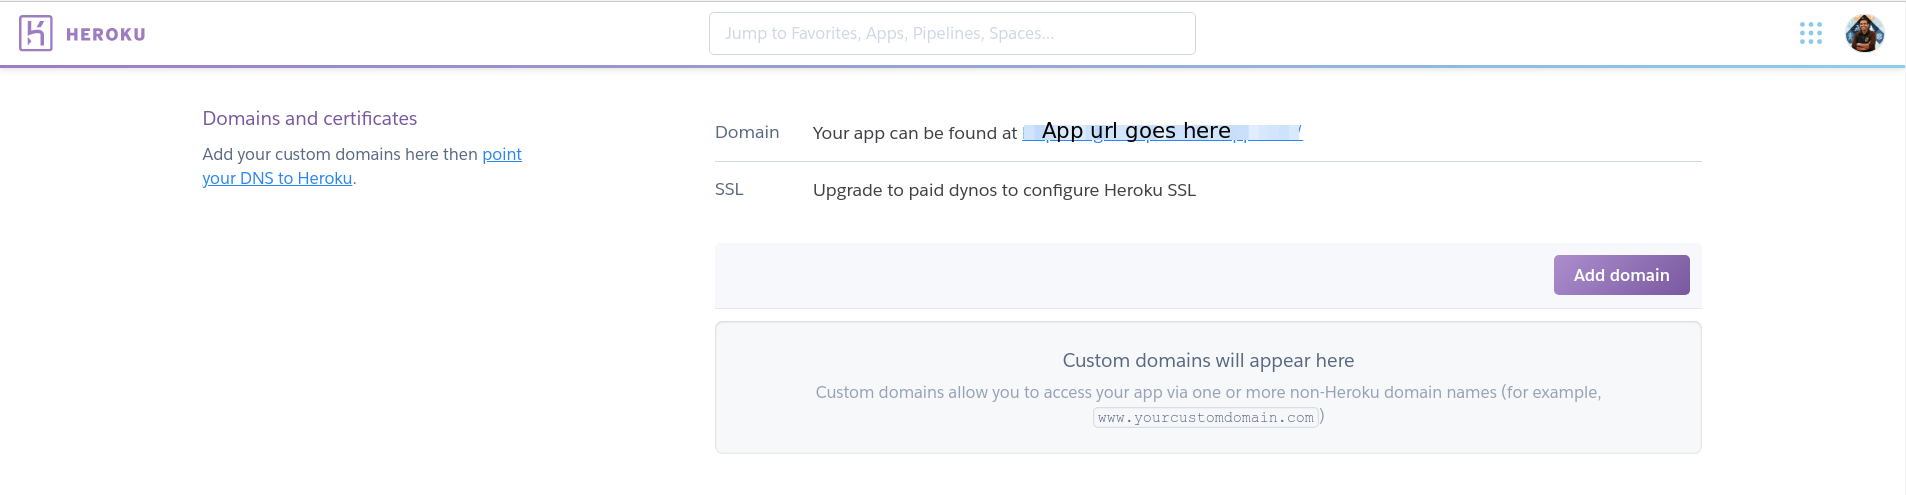 HEROKU
Jump to Favorites, Apps, Pipelines, Spaces...
Domains and certificates
Add your custom domains here then point
your DNS to Heroku.
Domain Your app can be found at App url goes here
SSL Upgrade to paid dynos to configure Heroku SSL
Add domain
Custom domains will appear here
Custom domains allow you to access your app via one or more non-Heroku domain names (for example,
www.yourcustomdomain.com)